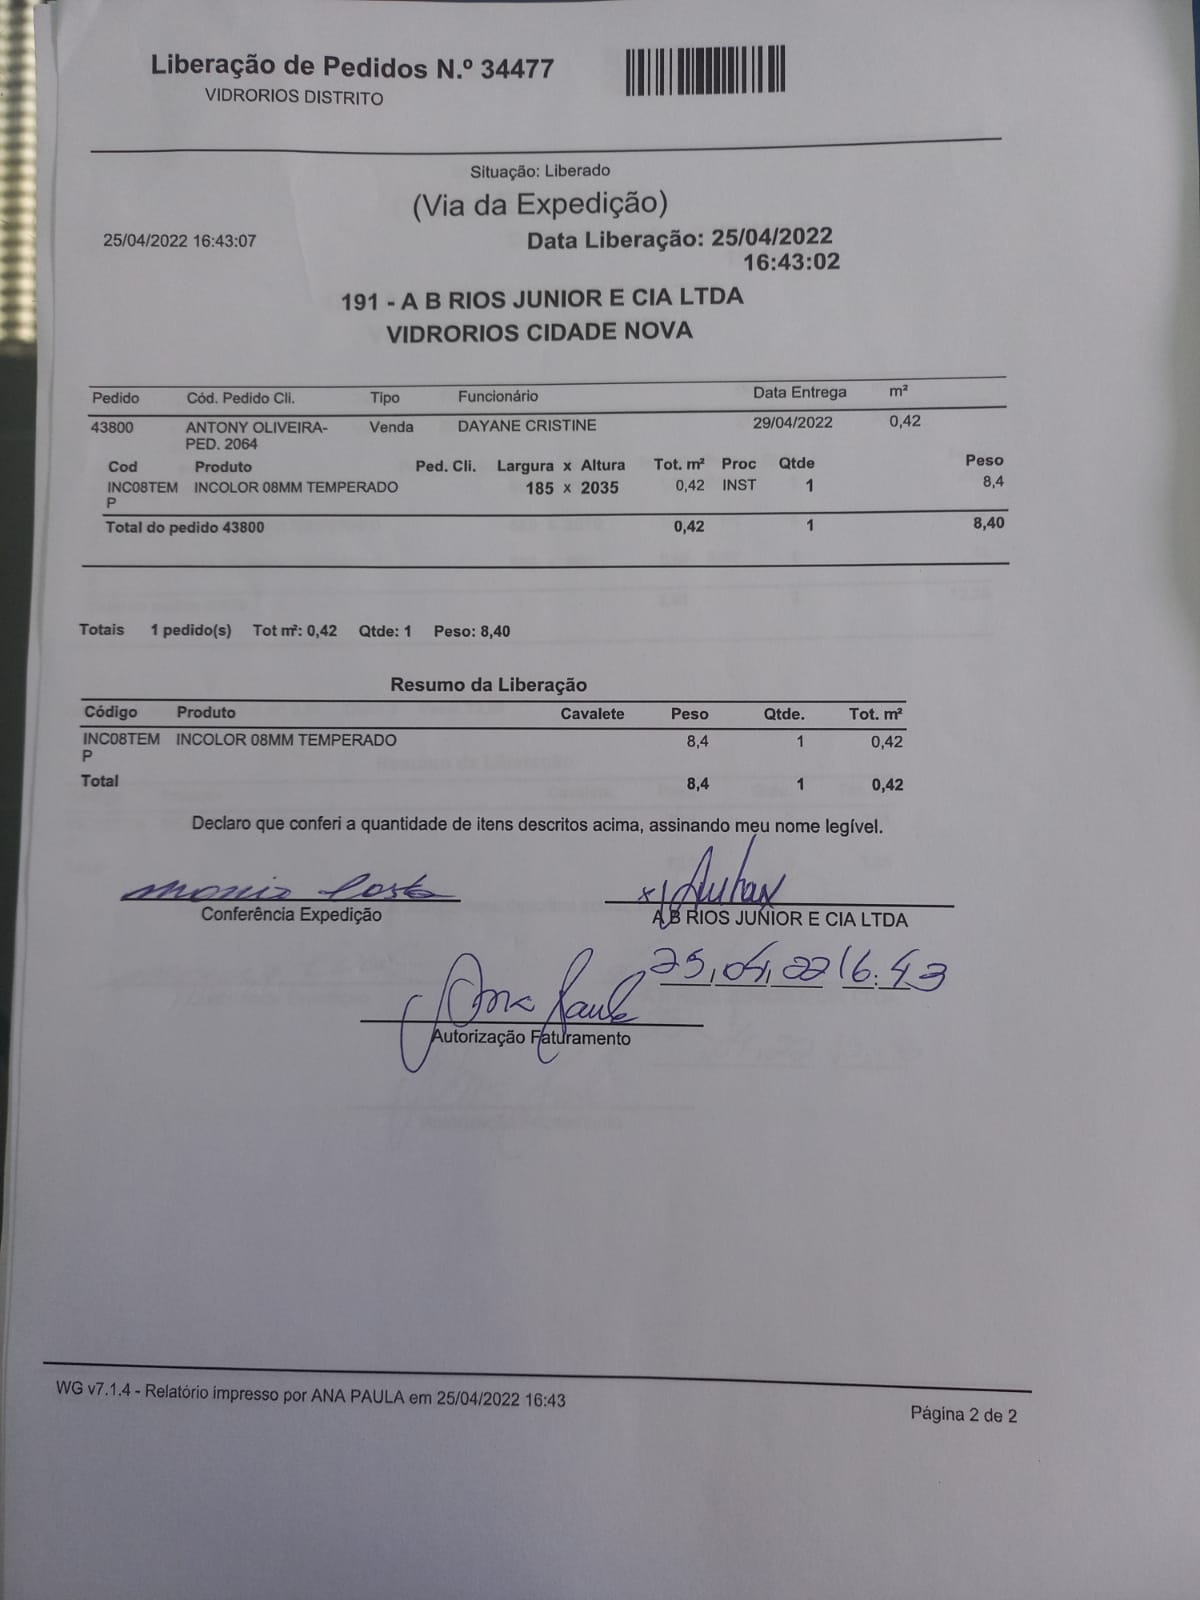 Liberação de Pedidos N.º 34477
VIDRORIOS DISTRITO
Situação: Liberado
(Via da Expedição)
25/04/2022 16:43:07
Data Liberação: 25/04/2022
16:43:02
191 - A B RIOS JUNIOR E CIA LTDA
VIDRORIOS CIDADE NOVA
Pedido Cód. Pedido Cli. Tipo Funcionário Data Entrega m²
43800 ANTONY OLIVEIRA- Venda DAYANE CRISTINE 29/04/2022 0,42
PED. 2064
Cod Produto Ped. Cli. Largura x Altura Tot. m² Proc Qtde Peso
INC08TEM INCOLOR 08MM TEMPERADO 185 x 2035 0,42 INST 1 8,4
P
Total do pedido 43800 0,42 1 8,40
Totais 1 pedido(s) Tot m²: 0,42 Qtde: 1 Peso: 8,40
Resumo da Liberação
Código Produto Cavalete Peso Qtde. Tot. m²
INC08TEM INCOLOR 08MM TEMPERADO 8,4 1 0,42
P
Total 8,4 1 0,42
Declaro que conferi a quantidade de itens descritos acima, assinando meu nome legível.
Costa
Conferência Expedição
A B RIOS JUNIOR E CIA LTDA
25,04,22 16:43
Ana Paula
Autorização Faturamento
WG v7.1.4 - Relatório impresso por ANA PAULA em 25/04/2022 16:43
Página 2 de 2